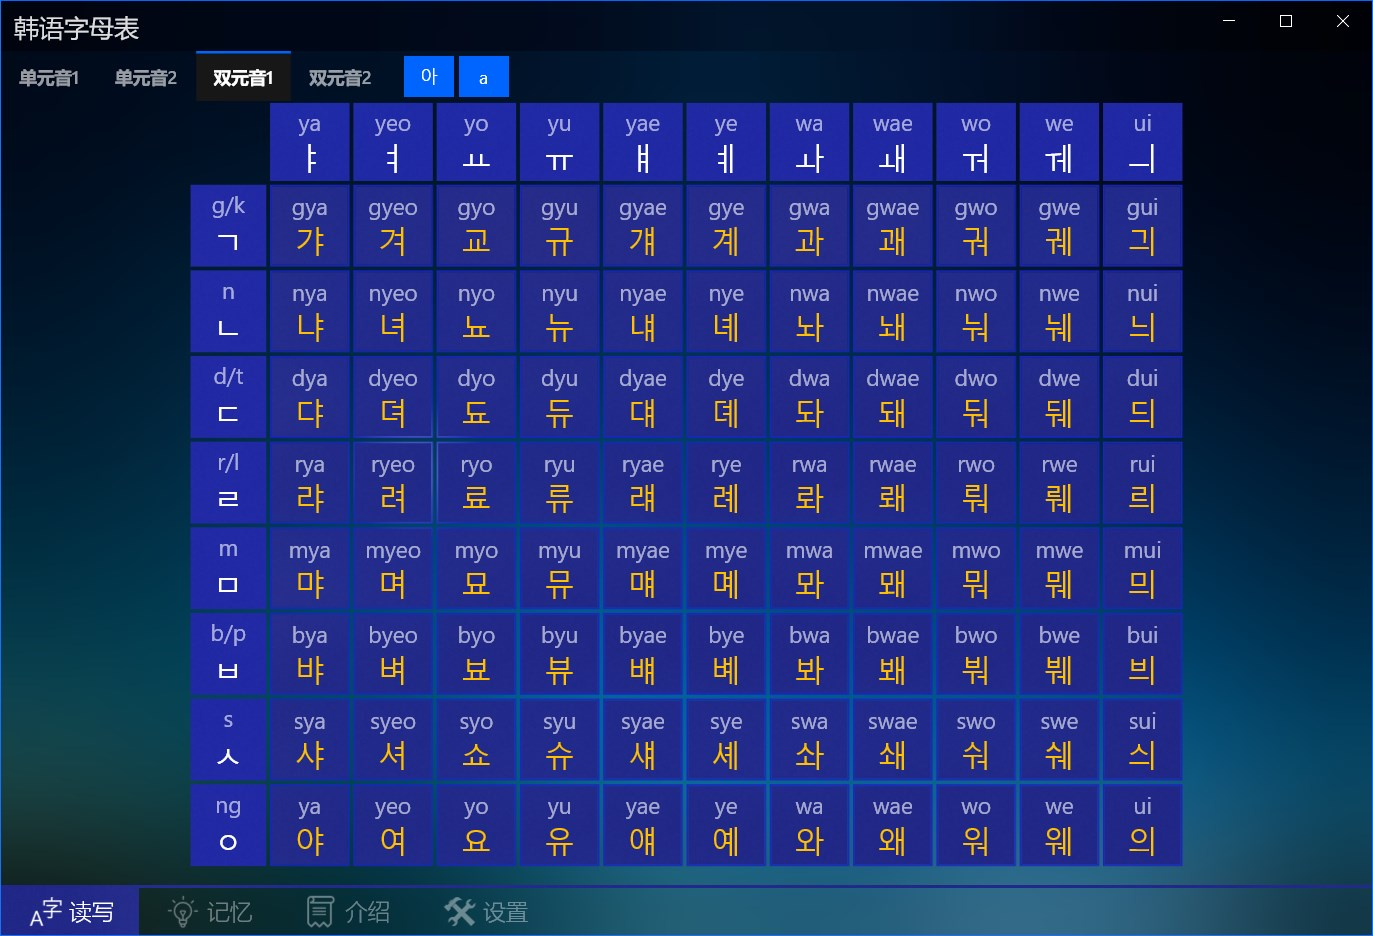 韩语字母表
单元音1 单元音2 双元音1 双元音2 아 a
ya yeo yo yu yae ye wa wae wo we ui
ㅑ ㅕ ㅛ ㅠ ㅒ ㅖ ㅘ ㅙ ㅝ ㅞ ㅢ
g/k gya gyeo gyo gyu gyae gye gwa gwae gwo gwe gui
ㄱ 갸 겨 교 규 걔 계 과 괘 궈 궤 긔
n nya nyeo nyo nyu nyae nye nwa nwae nwo nwe nui
ㄴ 냐 녀 뇨 뉴 냬 녜 놔 놰 눠 눼 늬
d/t dya dyeo dyo dyu dyae dye dwa dwae dwo dwe dui
ㄷ 댜 뎌 됴 듀 댸 뎨 돠 돼 둬 뒈 듸
r/l rya ryeo ryo ryu ryae rye rwa rwae rwo rwe rui
ㄹ 랴 려 료 류 럐 례 롸 뢔 뤄 뤠 릐
m mya myeo myo myu myae mye mwa mwae mwo mwe mui
ㅁ 먀 며 묘 뮤 먜 몌 뫄 뫠 뭐 뭬 믜
b/p bya byeo byo byu byae bye bwa bwae bwo bwe bui
ㅂ 뱌 벼 뵤 뷰 뱨 볘 봐 봬 붜 붸 븨
s sya syeo syo syu syae sye swa swae swo swe sui
ㅅ 샤 셔 쇼 슈 섀 셰 솨 쇄 숴 쉐 싀
ng ya yeo yo yu yae ye wa wae wo we ui
ㅇ 야 여 요 유 얘 예 와 왜 워 웨 의
A字 读写 记忆 介绍 设置